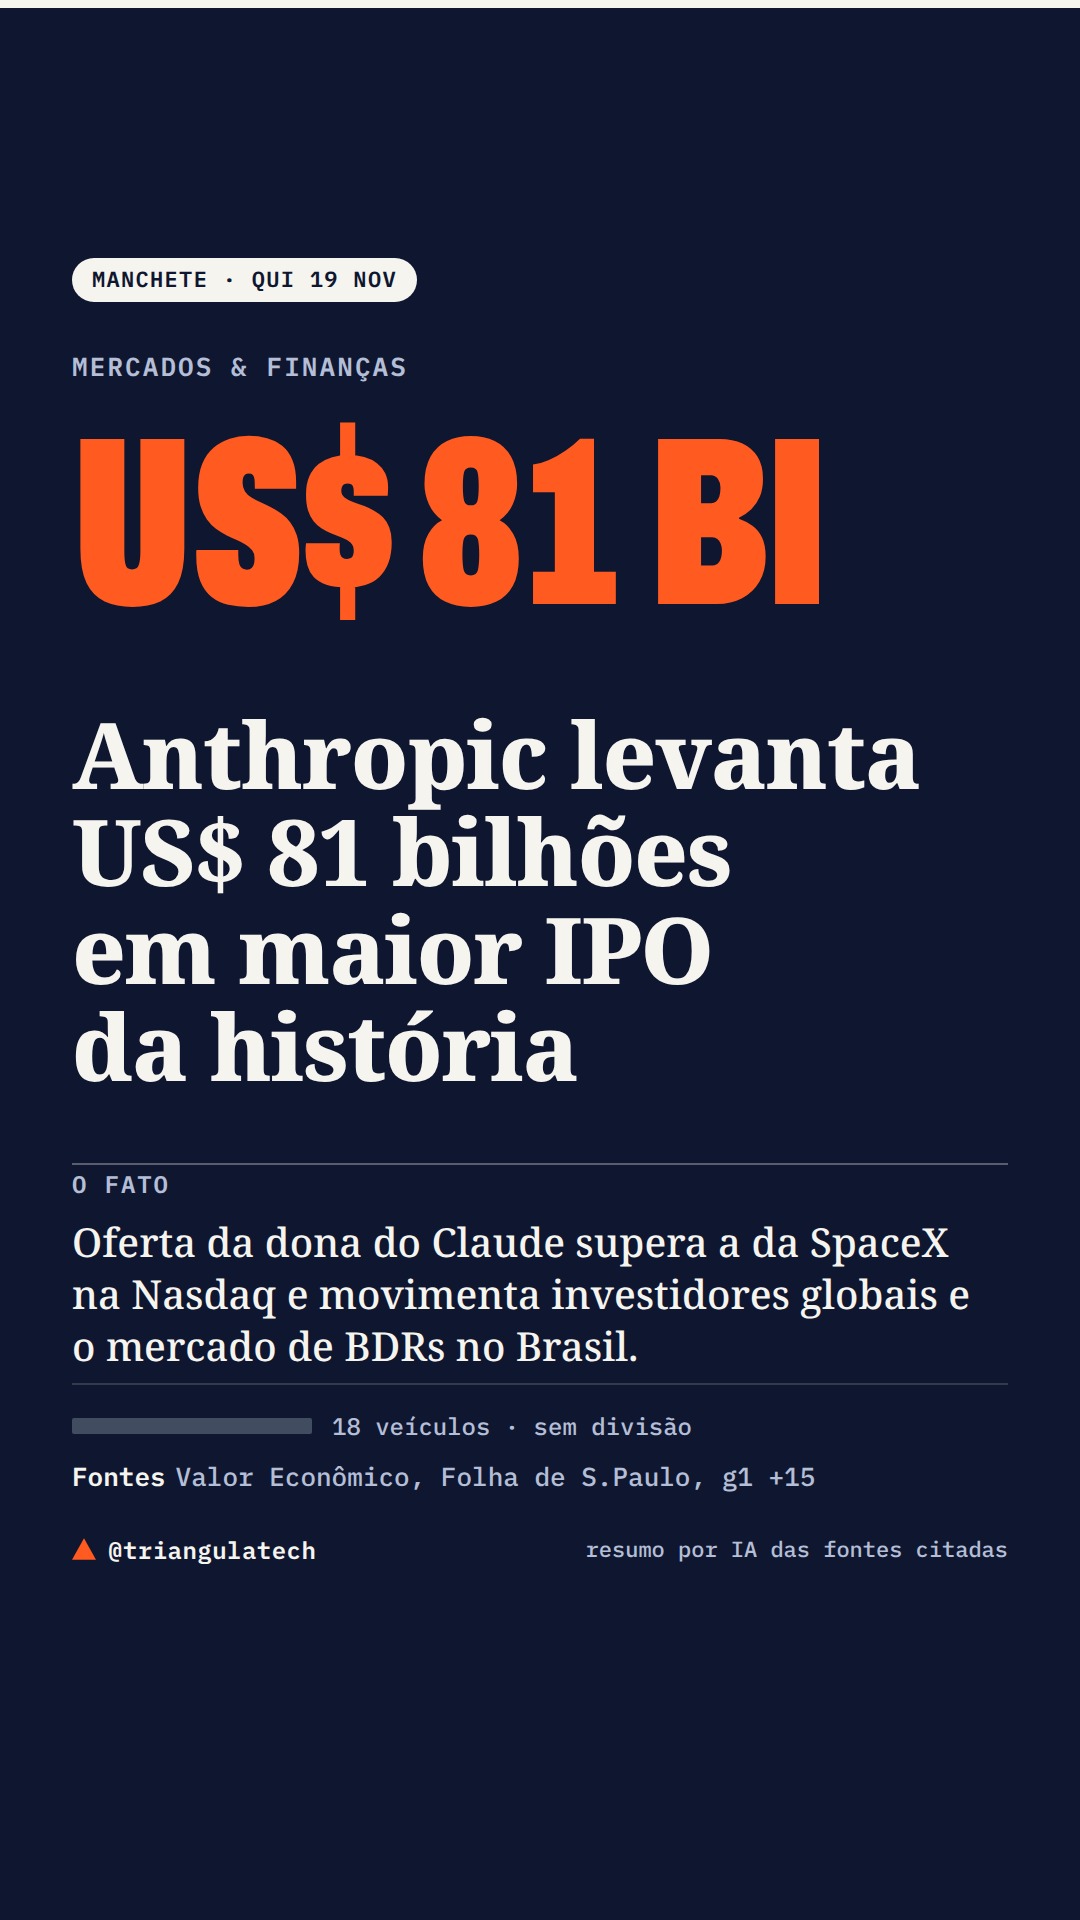 MANCHETE · QUI 19 NOV
MERCADOS & FINANÇAS
US$ 81 BI
Anthropic levanta
US$ 81 bilhões
em maior IPO
da história
O FATO
Oferta da dona do Claude supera a da SpaceX
na Nasdaq e movimenta investidores globais e
o mercado de BDRs no Brasil.
18 veículos · sem divisão
Fontes Valor Econômico, Folha de S.Paulo, g1 +15
@triangulatech
resumo por IA das fontes citadas